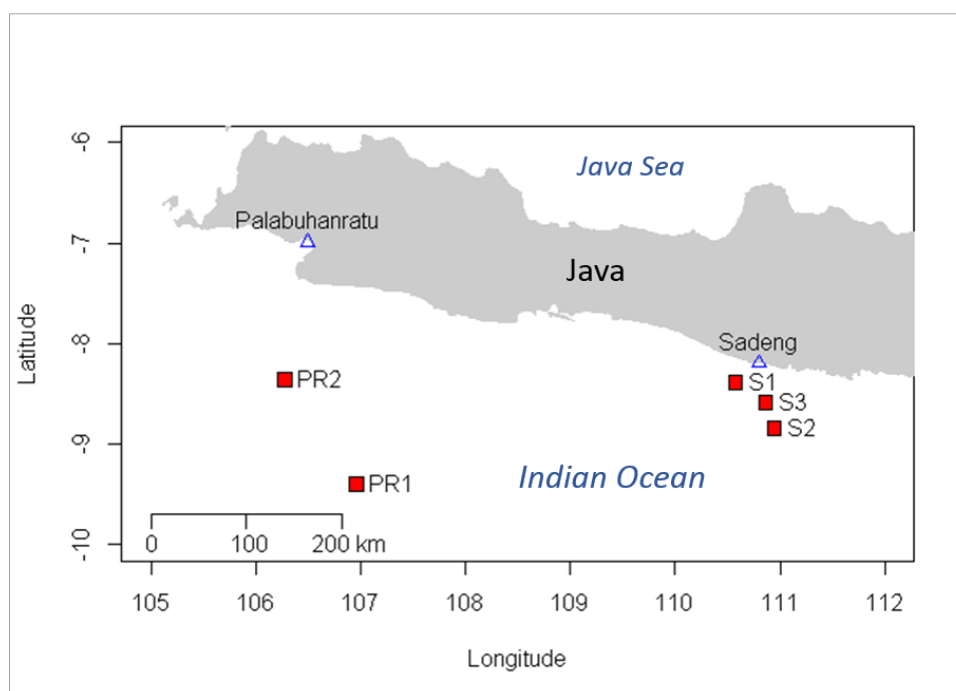 -6
Java Sea
Palabuhanratu
-7
Java
Latitude
-8
Sadeng
PR2
S1
S3
S2
-9
PR1
Indian Ocean
-10
0 100 200 km
105 106 107 108 109 110 111 112
Longitude